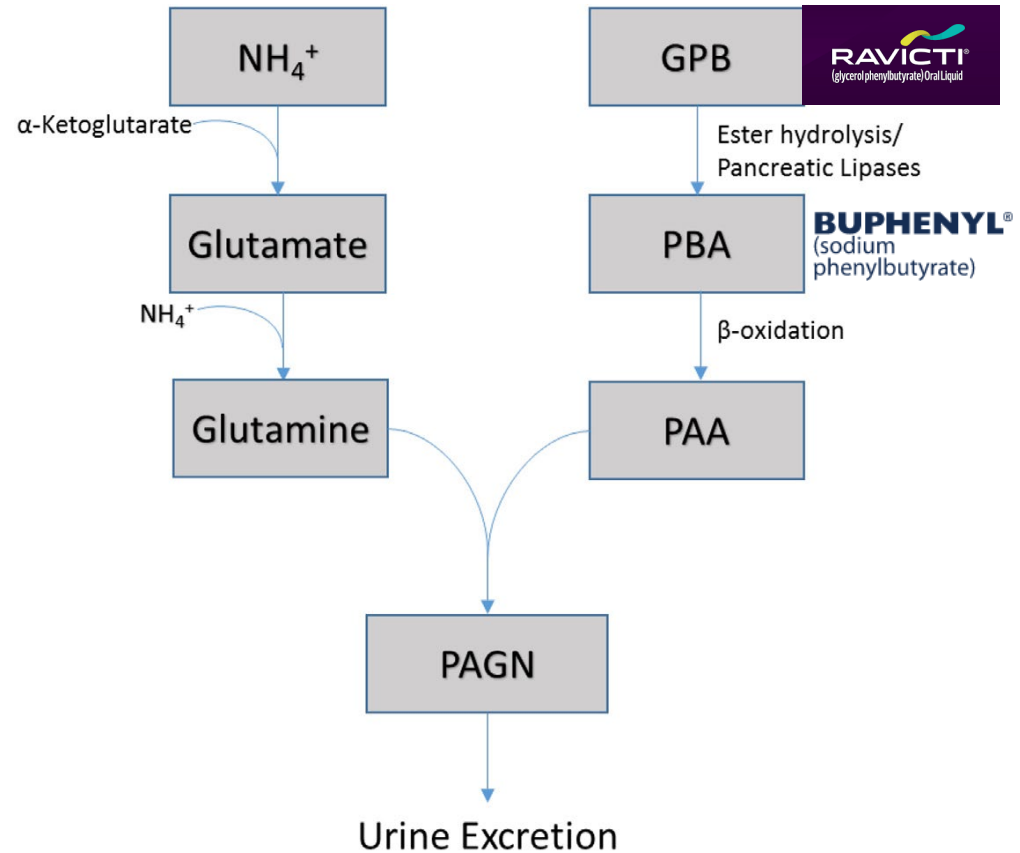 NH₄⁺
GPB
RAVICTI®
(glycerol phenylbutyrate) Oral Liquid
α-Ketoglutarate
Ester hydrolysis/
Pancreatic Lipases
Glutamate
PBA
BUPHENYL®
(sodium
phenylbutyrate)
NH₄⁺
β-oxidation
Glutamine
PAA
PAGN
Urine Excretion